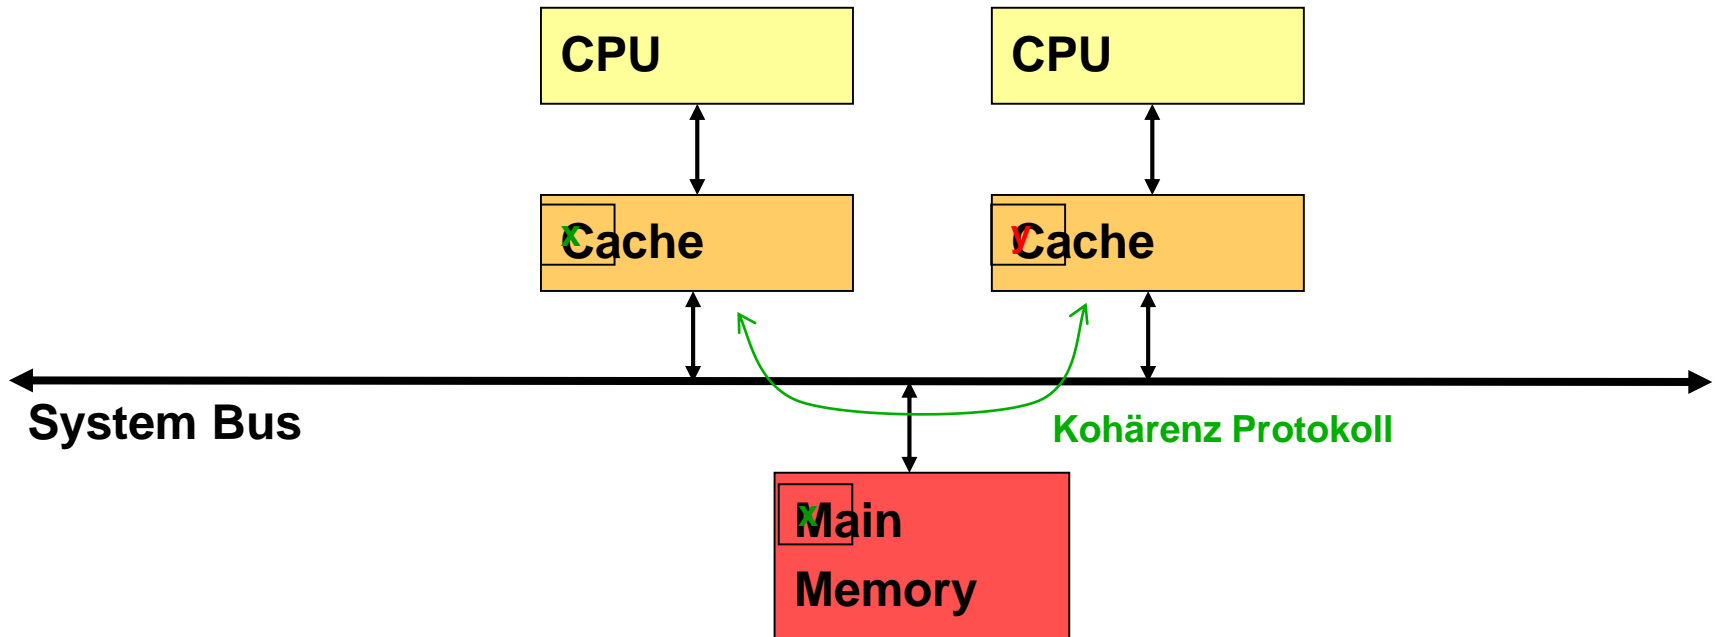 CPU
CPU
x
Cache
y
Cache
System Bus
Kohärenz Protokoll
x
Main
Memory